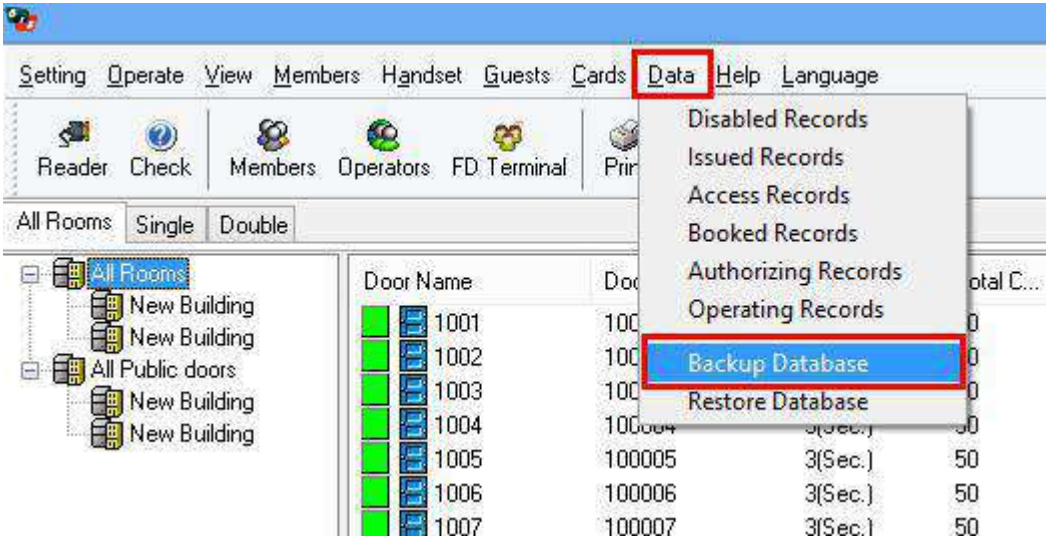 Setting Operate View Members Handset Guests Cards Data Help Language
Reader Check Members Operators FD Terminal
All Rooms Single Double
Disabled Records
Issued Records
Access Records
Booked Records
Authorizing Records
Operating Records
Backup Database
Restore Database
All Rooms
New Building
New Building
All Public doors
New Building
New Building
Door Name
1001
1002
1003
1004
1005 100005 3(Sec.) 50
1006 100006 3(Sec.) 50
1007 100007 3(Sec.) 50